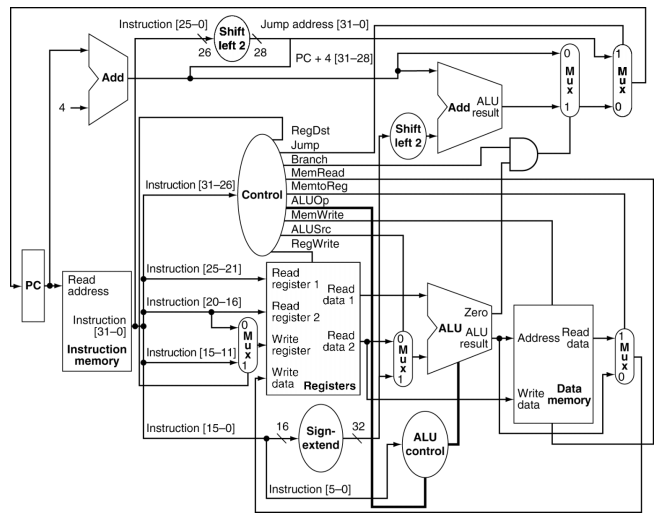 Instruction [25–0]
Jump address [31–0]
26
Shift
left 2
28
PC + 4 [31–28]
Add
4
0
M
u
x
1
1
M
u
x
0
Add
ALU
result
Shift
left 2
RegDst
Jump
Branch
MemRead
MemtoReg
ALUOp
MemWrite
ALUSrc
RegWrite
Control
Instruction [31–26]
PC
Read
address
Instruction
[31–0]
Instruction
memory
Instruction [25–21]
Instruction [20–16]
Instruction [15–11]
0
M
u
x
1
Read
register 1
Read
register 2
Write
register
Write
data
Read
data 1
Read
data 2
Registers
0
M
u
x
1
Zero
ALU
ALU
result
Address
Read
data
Write
data
Data
memory
1
M
u
x
0
Instruction [15–0]
16
Sign-
extend
32
ALU
control
Instruction [5–0]